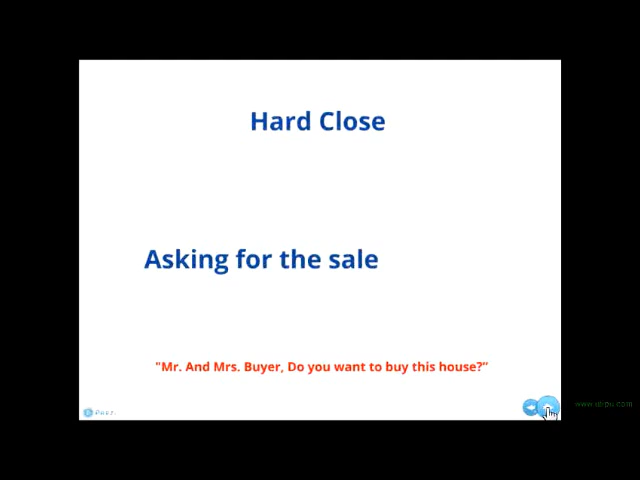 Hard Close
Asking for the sale
"Mr. And Mrs. Buyer, Do you want to buy this house?"